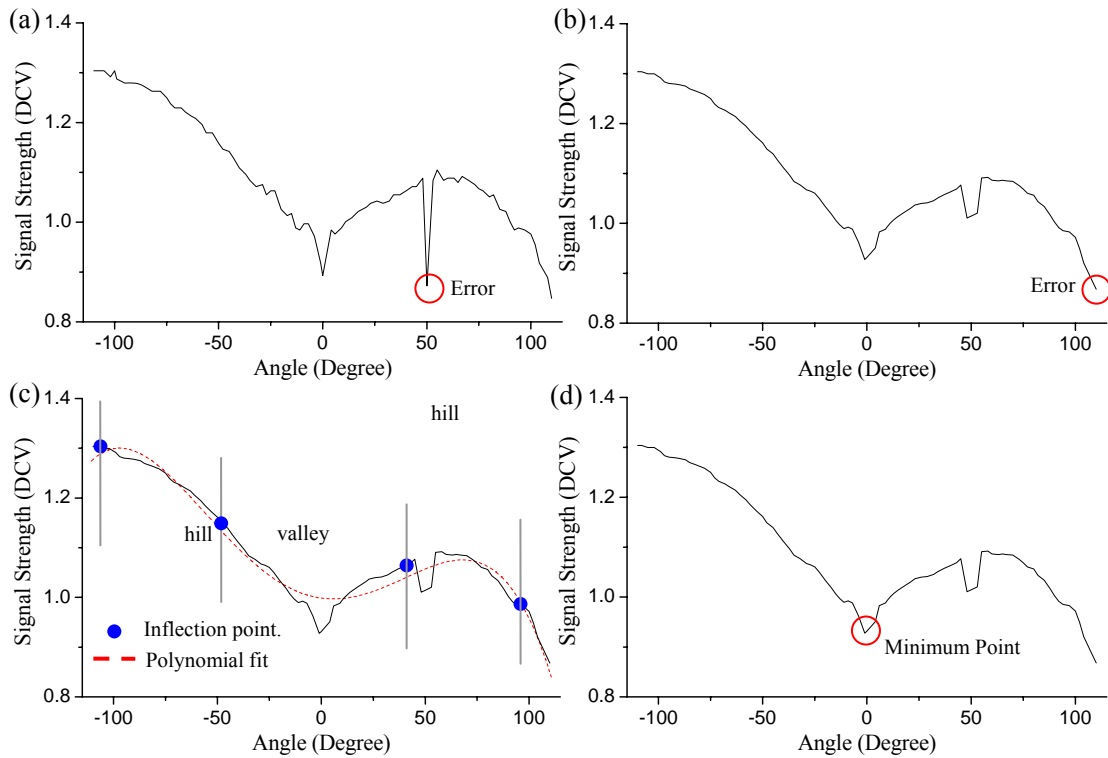 (a)
1.4
1.2
1.0
0.8
Signal Strength (DCV)
Error
-100
-50
0
50
100
Angle (Degree)
(b)
1.4
1.2
1.0
0.8
Signal Strength (DCV)
Error
-100
-50
0
50
100
Angle (Degree)
(c)
1.4
1.2
1.0
0.8
Signal Strength (DCV)
hill
hill
valley
Inflection point.
Polynomial fit
-100
-50
0
50
100
Angle (Degree)
(d)
1.4
1.2
1.0
0.8
Signal Strength (DCV)
Minimum Point
-100
-50
0
50
100
Angle (Degree)